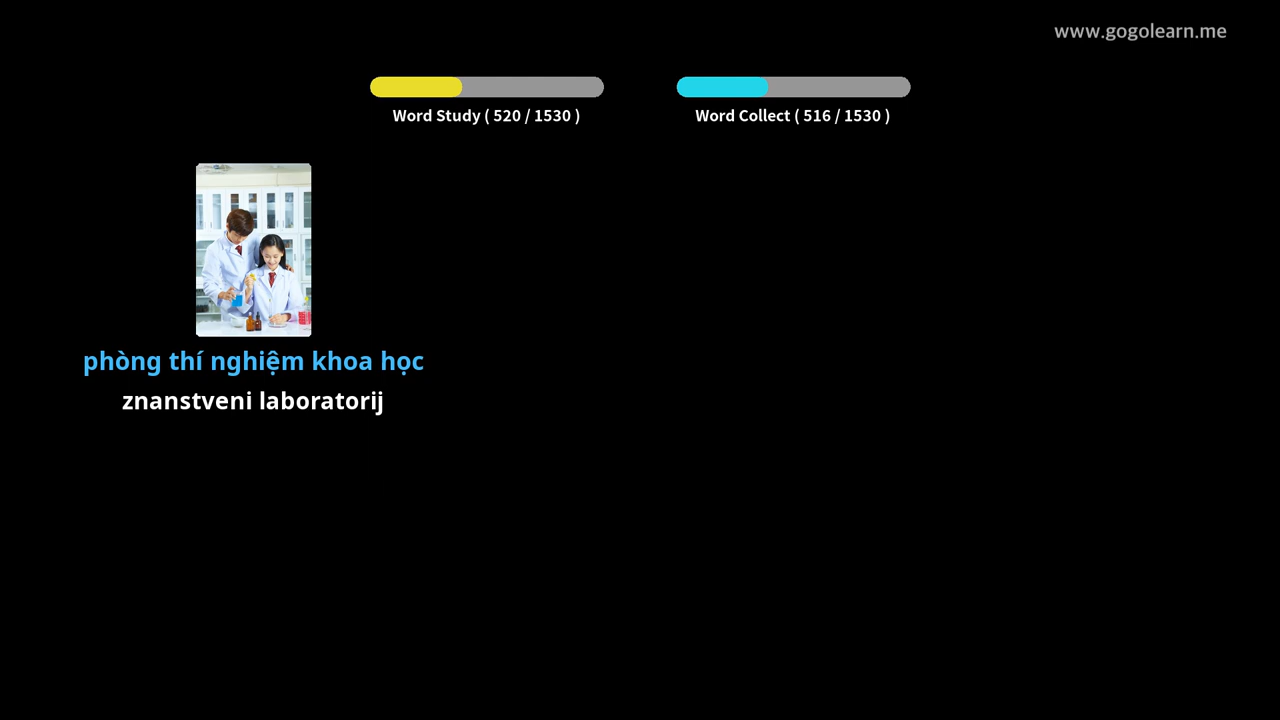 www.gogolearn.me
Word Study ( 520 / 1530 )
Word Collect ( 516 / 1530 )
phòng thí nghiệm khoa học
znanstveni laboratorij